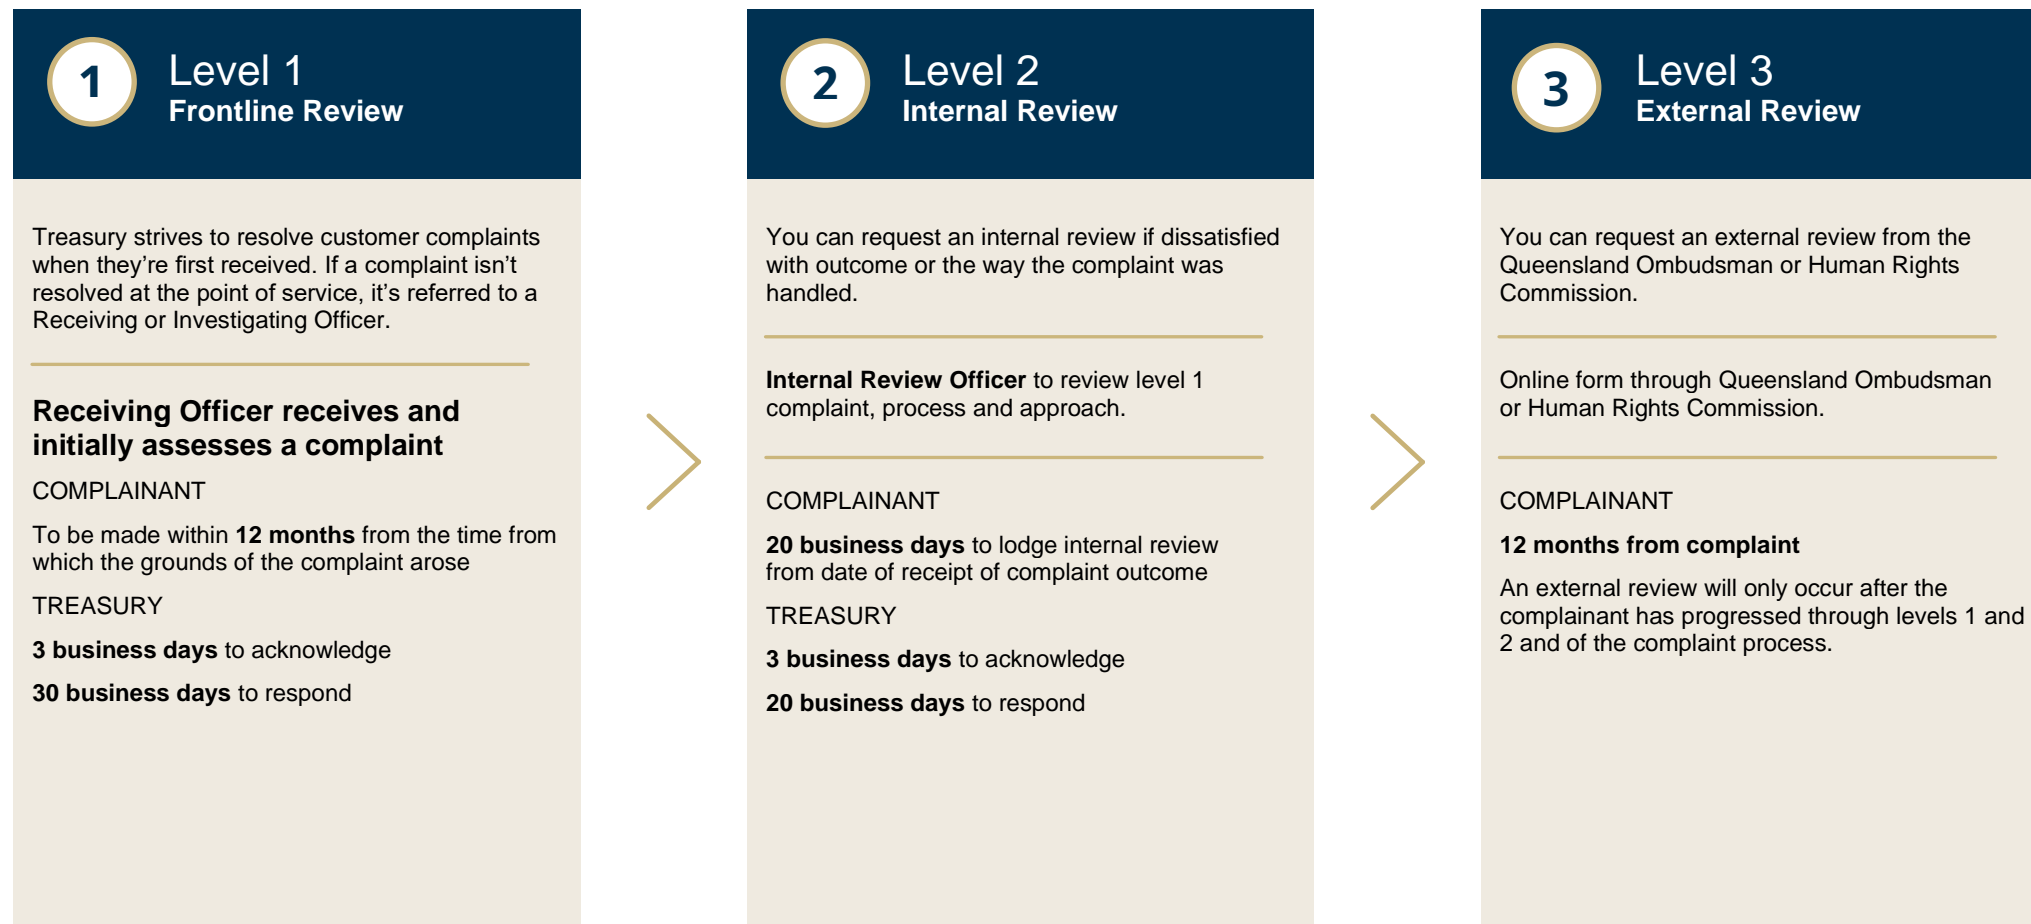 1
Level 1
Frontline Review
Treasury strives to resolve customer complaints
when they're first received. If a complaint isn't
resolved at the point of service, it's referred to a
Receiving or Investigating Officer.
Receiving Officer receives and
initially assesses a complaint
COMPLAINANT
To be made within 12 months from the time from
which the grounds of the complaint arose
TREASURY
3 business days to acknowledge
30 business days to respond
2
Level 2
Internal Review
You can request an internal review if dissatisfied
with outcome or the way the complaint was
handled.
Internal Review Officer to review level 1
complaint, process and approach.
COMPLAINANT
20 business days to lodge internal review
from date of receipt of complaint outcome
TREASURY
3 business days to acknowledge
20 business days to respond
3
Level 3
External Review
You can request an external review from the
Queensland Ombudsman or Human Rights
Commission.
Online form through Queensland Ombudsman
or Human Rights Commission.
COMPLAINANT
12 months from complaint
An external review will only occur after the
complainant has progressed through levels 1 and
2 and of the complaint process.